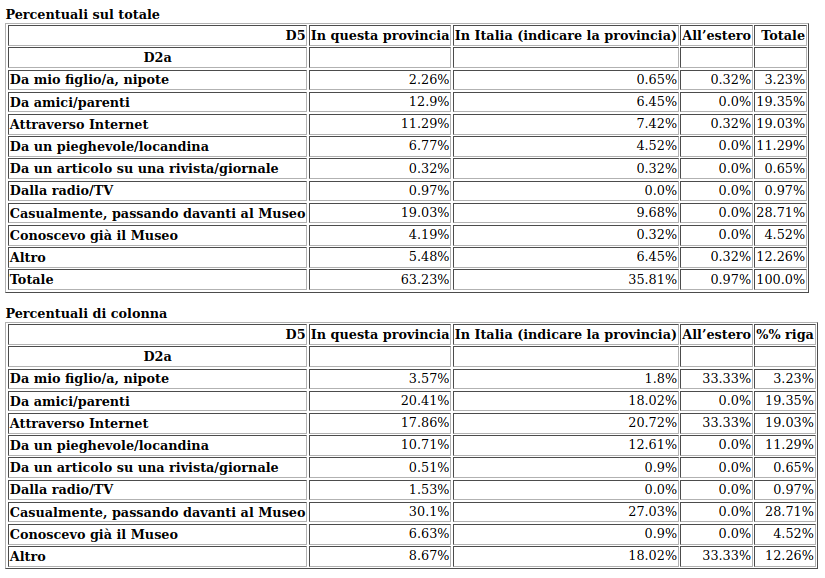 Percentuali sul totale
D5 In questa provincia In Italia (indicare la provincia) All’estero Totale
D2a
Da mio figlio/a, nipote 2.26% 0.65% 0.32% 3.23%
Da amici/parenti 12.9% 6.45% 0.0% 19.35%
Attraverso Internet 11.29% 7.42% 0.32% 19.03%
Da un pieghevole/locandina 6.77% 4.52% 0.0% 11.29%
Da un articolo su una rivista/giornale 0.32% 0.32% 0.0% 0.65%
Dalla radio/TV 0.97% 0.0% 0.0% 0.97%
Casualmente, passando davanti al Museo 19.03% 9.68% 0.0% 28.71%
Conoscevo già il Museo 4.19% 0.32% 0.0% 4.52%
Altro 5.48% 6.45% 0.32% 12.26%
Totale 63.23% 35.81% 0.97% 100.0%
Percentuali di colonna
D5 In questa provincia In Italia (indicare la provincia) All’estero %% riga
D2a
Da mio figlio/a, nipote 3.57% 1.8% 33.33% 3.23%
Da amici/parenti 20.41% 18.02% 0.0% 19.35%
Attraverso Internet 17.86% 20.72% 33.33% 19.03%
Da un pieghevole/locandina 10.71% 12.61% 0.0% 11.29%
Da un articolo su una rivista/giornale 0.51% 0.9% 0.0% 0.65%
Dalla radio/TV 1.53% 0.0% 0.0% 0.97%
Casualmente, passando davanti al Museo 30.1% 27.03% 0.0% 28.71%
Conoscevo già il Museo 6.63% 0.9% 0.0% 4.52%
Altro 8.67% 18.02% 33.33% 12.26%